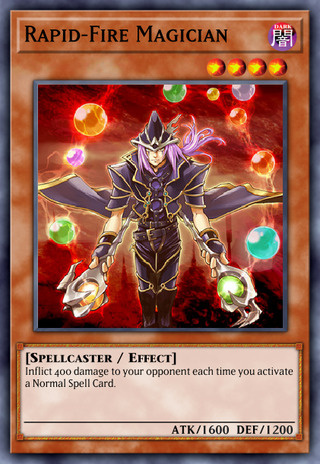 Rapid-Fire Magician
DARK
闇
[Spellcaster / Effect]
Inflict 400 damage to your opponent each time you activate
a Normal Spell Card.
ATK/1600 DEF/1200